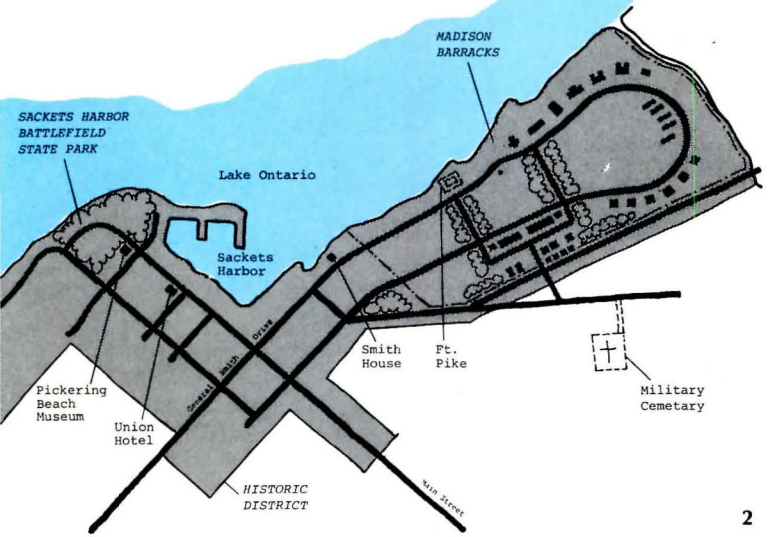 MADISON
BARRACKS
SACKETS HARBOR
BATTLEFIELD
STATE PARK
Lake Ontario
Sackets
Harbor
General Smith Drive
Smith
House
Ft.
Pike
Pickering
Beach
Museum
Union
Hotel
Military
Cemetary
HISTORIC
DISTRICT
Main Street
2